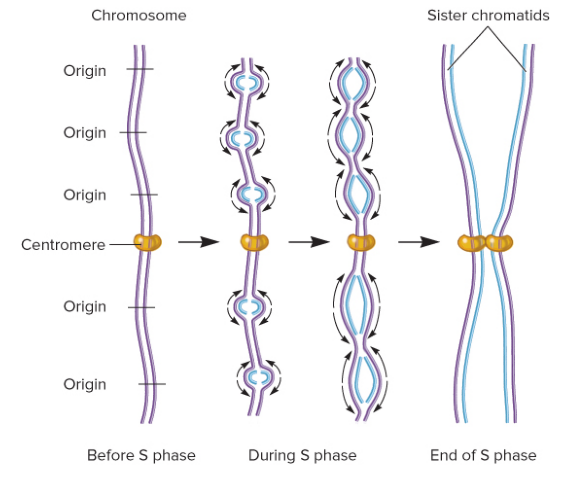 Chromosome
Sister chromatids
Origin
Origin
Origin
Centromere
Origin
Origin
Before S phase
During S phase
End of S phase